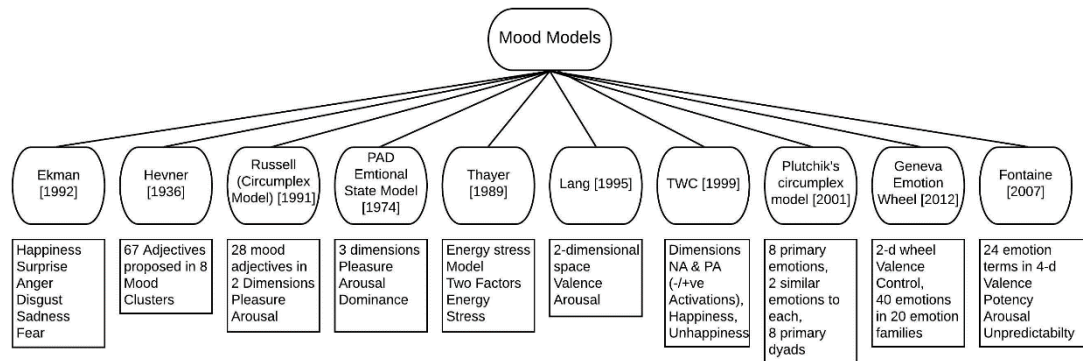 Mood Models
Ekman
[1992]
Hevner
[1936]
Russell
(Circumplex
Model) [1991]
PAD
Emtional
State Model
[1974]
Thayer
[1989]
Lang [1995]
TWC [1999]
Plutchik's
circumplex
model [2001]
Geneva
Emotion
Wheel [2012]
Fontaine
[2007]
Happiness
Surprise
Anger
Disgust
Sadness
Fear
67 Adjectives
proposed in 8
Mood
Clusters
28 mood
adjectives in
2 Dimensions
Pleasure
Arousal
3 dimensions
Pleasure
Arousal
Dominance
Energy stress
Model
Two Factors
Energy
Stress
2-dimensional
space
Valence
Arousal
Dimensions
NA & PA
(-/+ve
Activations),
Happiness,
Unhappiness
8 primary
emotions,
2 similar
emotions to
each,
8 primary
dyads
2-d wheel
Valence
Control,
40 emotions
in 20 emotion
families
24 emotion
terms in 4-d
Valence
Potency
Arousal
Unpredictabilty